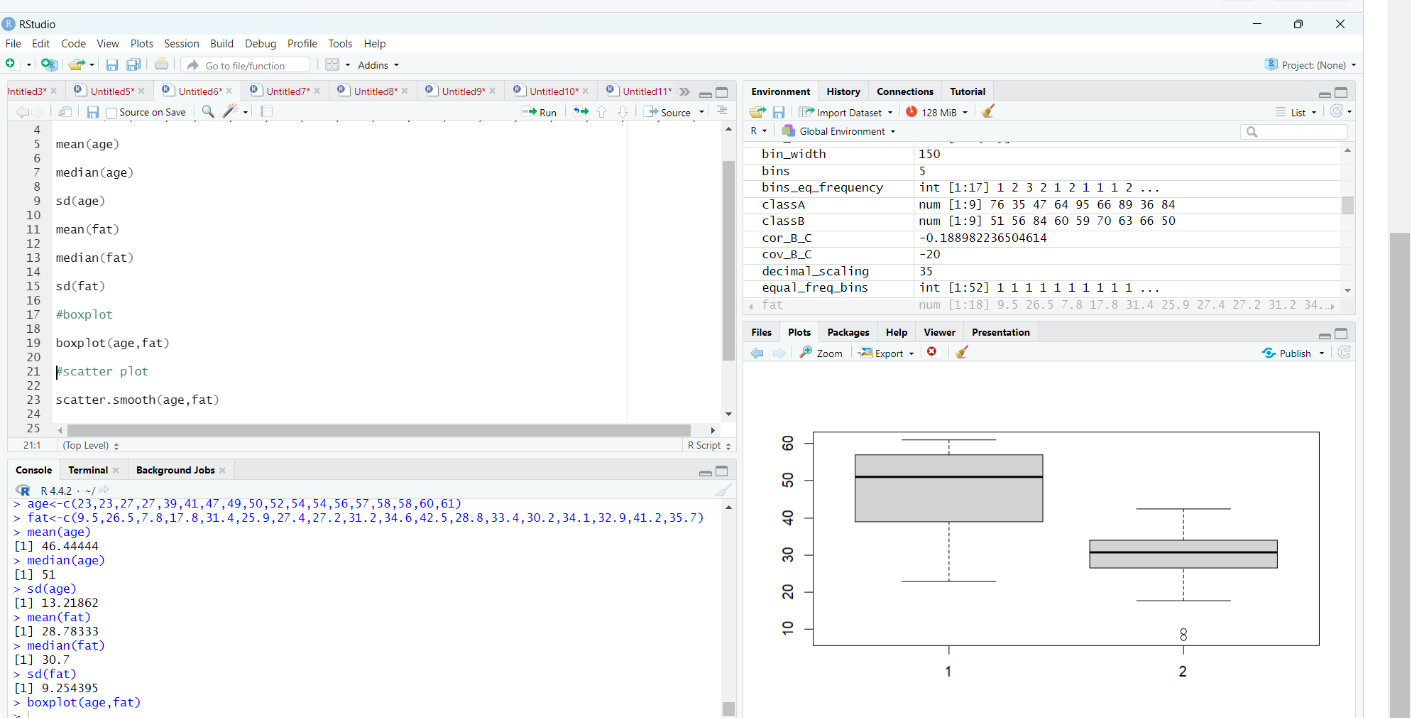 RStudio
File Edit Code View Plots Session Build Debug Profile Tools Help
Go to file/function Addins Project: (None)
ntitled3* Untitled5* Untitled6* Untitled7* Untitled8* Untitled9* Untitled10* Untitled11*
Source on Save Run Source
4
5 mean(age)
6
7 median(age)
8
9 sd(age)
10
11 mean(fat)
12
13 median(fat)
14
15 sd(fat)
16
17 #boxplot
18
19 boxplot(age,fat)
20
21 #scatter plot
22
23 scatter.smooth(age,fat)
24
25
21:1 (Top Level) R Script
Console Terminal Background Jobs
R 4.4.2 · ~/
> age<-c(23,23,27,27,39,41,47,49,50,52,54,54,56,57,58,58,60,61)
> fat<-c(9.5,26.5,7.8,17.8,31.4,25.9,27.4,27.2,31.2,34.6,42.5,28.8,33.4,30.2,34.1,32.9,41.2,35.7)
> mean(age)
[1] 46.44444
> median(age)
[1] 51
> sd(age)
[1] 13.21862
> mean(fat)
[1] 28.78333
> median(fat)
[1] 30.7
> sd(fat)
[1] 9.254395
> boxplot(age,fat)
>
Environment History Connections Tutorial
Import Dataset 128 MiB List
R Global Environment
bin_width 150
bins 5
bins_eq_frequency int [1:17] 1 2 3 2 1 2 1 1 1 2 ...
classA num [1:9] 76 35 47 64 95 66 89 36 84
classB num [1:9] 51 56 84 60 59 70 63 66 50
cor_B_C -0.188982236504614
cov_B_C -20
decimal_scaling 35
equal_freq_bins int [1:52] 1 1 1 1 1 1 1 1 1 1 ...
fat num [1:18] 9.5 26.5 7.8 17.8 31.4 25.9 27.4 27.2 31.2 34...
Files Plots Packages Help Viewer Presentation
Zoom Export Publish
60
50
40
30
20
10
1 2